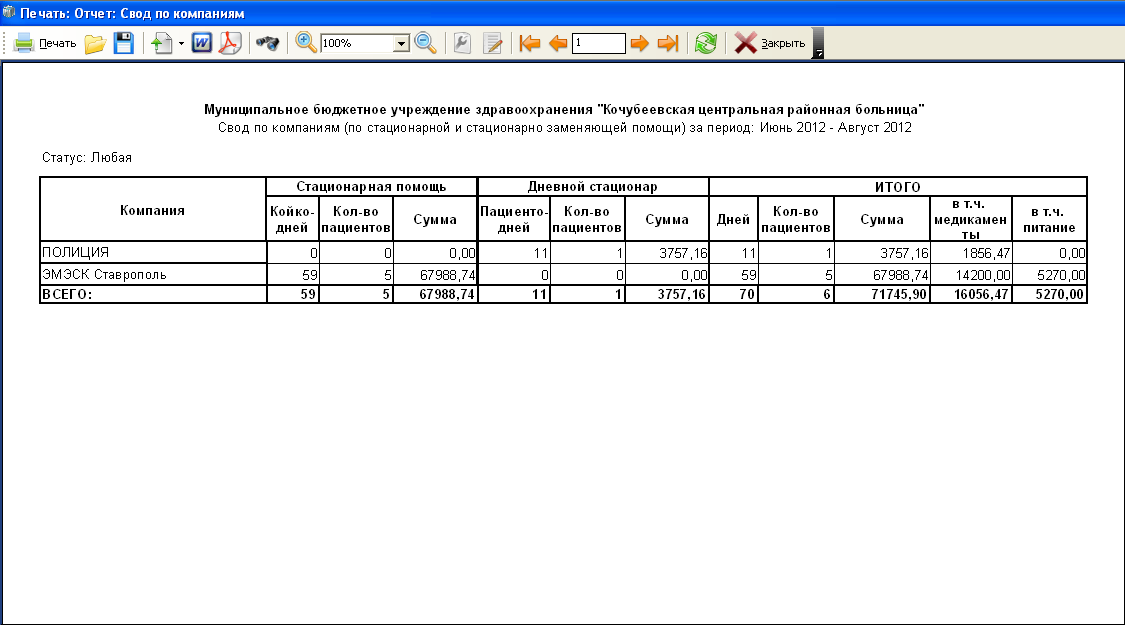 Печать: Отчет: Свод по компаниям
Печать 100% 1 Закрыть
Муниципальное бюджетное учреждение здравоохранения "Кочубеевская центральная районная больница"
Свод по компаниям (по стационарной и стационарно заменяющей помощи) за период: Июнь 2012 - Август 2012
Статус: Любая
Компания Стационарная помощь Дневной стационар ИТОГО
Койко-дней Кол-во пациентов Сумма Пациенто-дней Кол-во пациентов Сумма Дней Кол-во пациентов Сумма в т.ч. медикаменты в т.ч. питание
ПОЛИЦИЯ 0 0 0,00 11 1 3757,16 11 1 3757,16 1856,47 0,00
ЭМЭСК Ставрополь 59 5 67988,74 0 0 0,00 59 5 67988,74 14200,00 5270,00
ВСЕГО: 59 5 67988,74 11 1 3757,16 70 6 71745,90 16056,47 5270,00